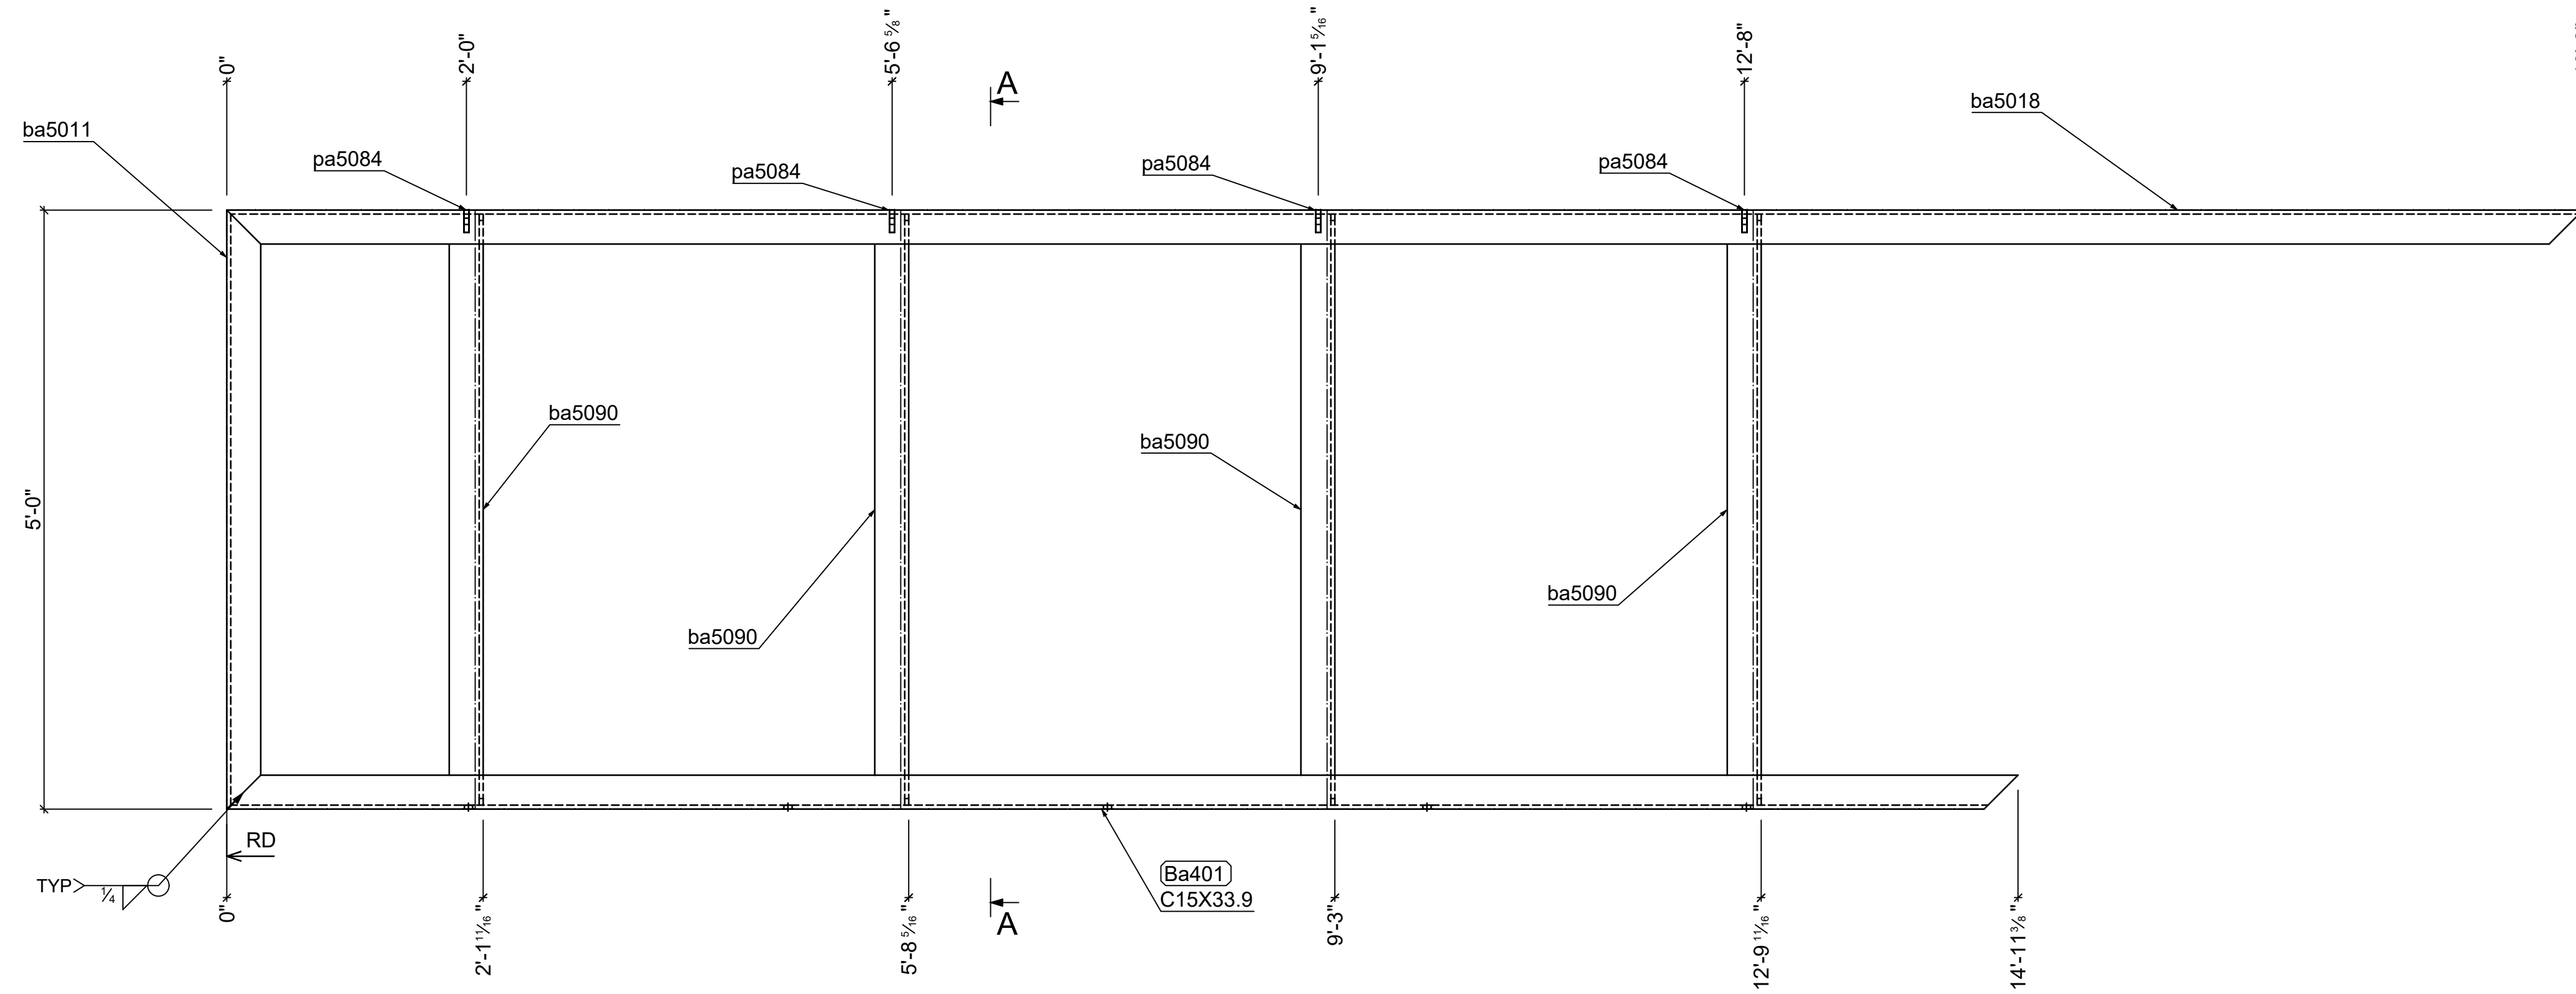 0"
2'-0"
5'-6 5⁄8 "
9'-1 5⁄16 "
12'-8"
A
ba5018
ba5011
pa5084
pa5084
pa5084
pa5084
ba5090
ba5090
5'-0"
ba5090
ba5090
RD
TYP
1⁄4
Ba401
C15X33.9
0"
2'-1 11⁄16 "
5'-8 5⁄16 "
A
9'-3"
12'-9 11⁄16 "
14'-11 3⁄8 "